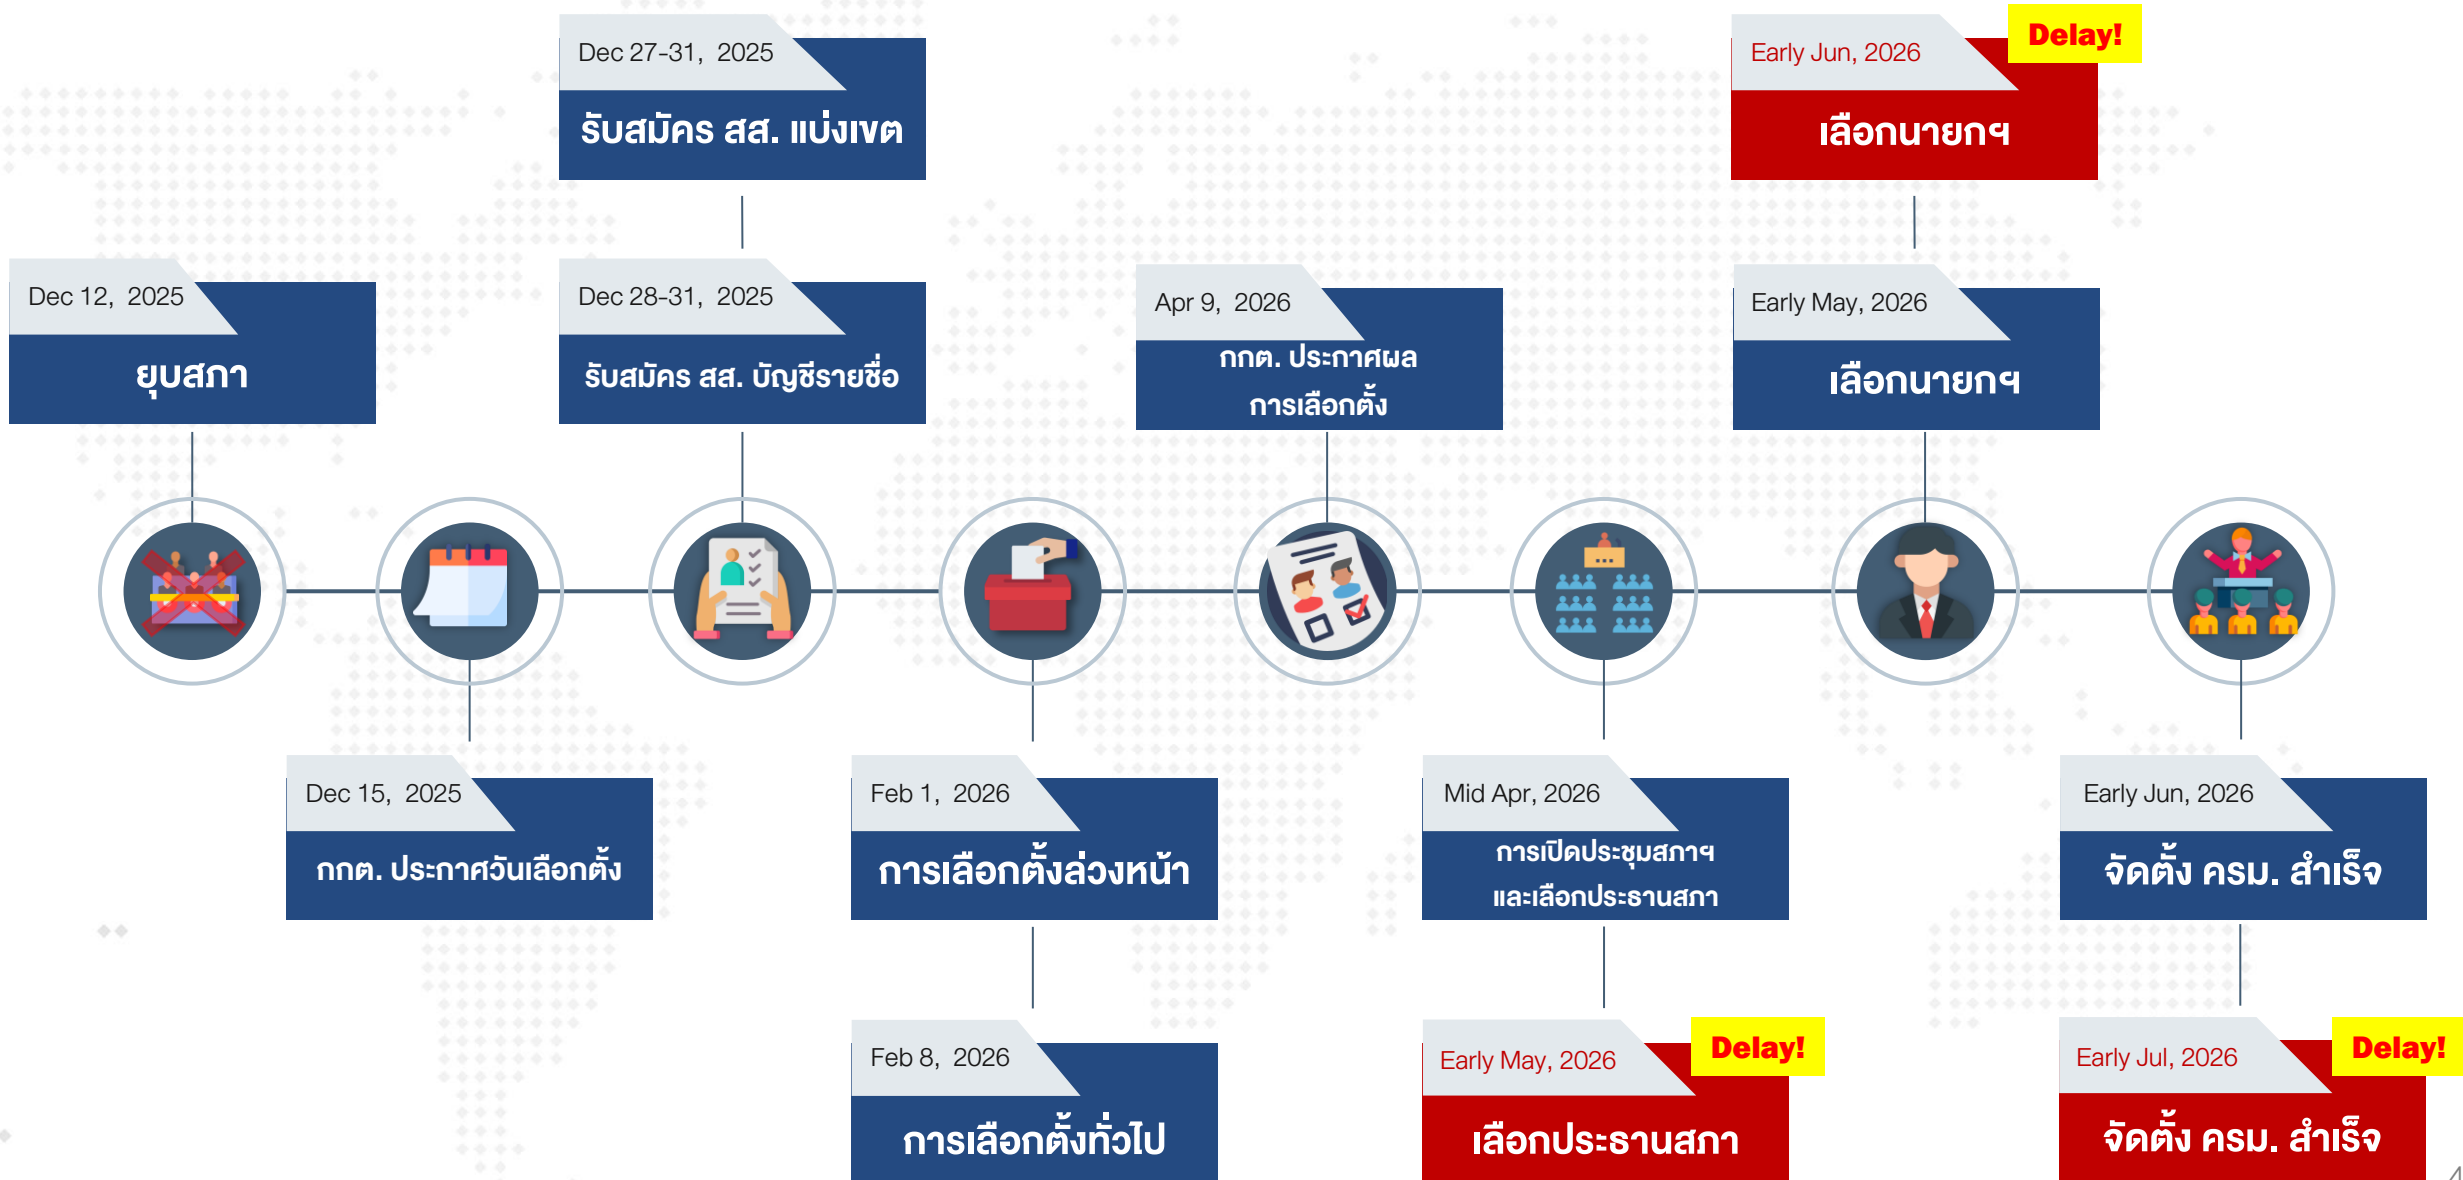 Dec 27-31, 2025
รับสมัคร สส. แบ่งเขต
Early Jun, 2026
Delay!
เลือกนายกฯ
Dec 12, 2025
ยุบสภา
Dec 28-31, 2025
รับสมัคร สส. บัญชีรายชื่อ
Apr 9, 2026
กกต. ประกาศผล
การเลือกตั้ง
Early May, 2026
เลือกนายกฯ
Dec 15, 2025
กกต. ประกาศวันเลือกตั้ง
Feb 1, 2026
การเลือกตั้งล่วงหน้า
Mid Apr, 2026
การเปิดประชุมสภาฯ
และเลือกประธานสภา
Early Jun, 2026
จัดตั้ง ครม. สำเร็จ
Feb 8, 2026
การเลือกตั้งทั่วไป
Early May, 2026
Delay!
เลือกประธานสภา
Early Jul, 2026
Delay!
จัดตั้ง ครม. สำเร็จ